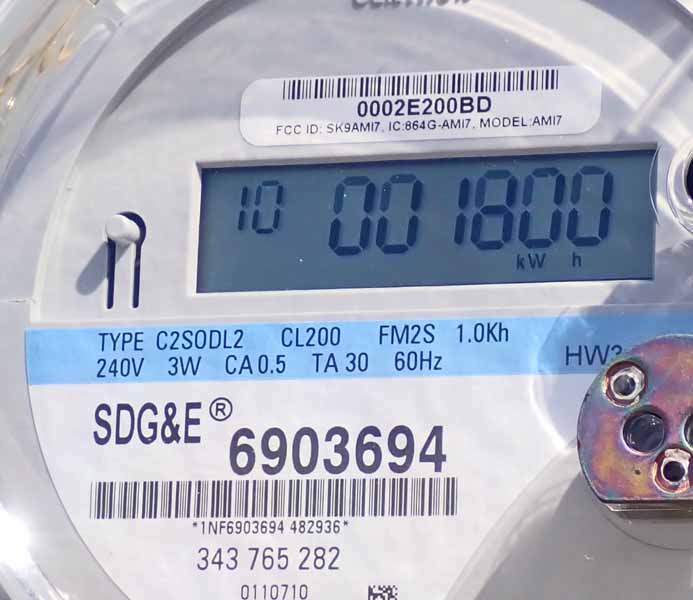 0002E200BD
FCC ID: SK9AMI7, IC:864G-AMI7, MODEL:AMI7
10 001800
kW h
TYPE C2SODL2 CL200 FM2S 1.0Kh
240V 3W CA 0.5 TA 30 60Hz HW3
SDG&E® 6903694
*1NF6903694 482936*
343 765 282
0110710